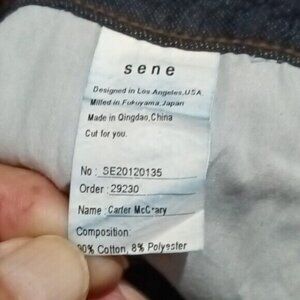 sene
Designed in Los Angeles,USA
Milled in Fukuyama,Japan
Made in Qingdao,China
Cut for you.
No : SE20120135
Order : 29230
Name : Carter McCrary
Composition:
90% Cotton, 8% Polyester